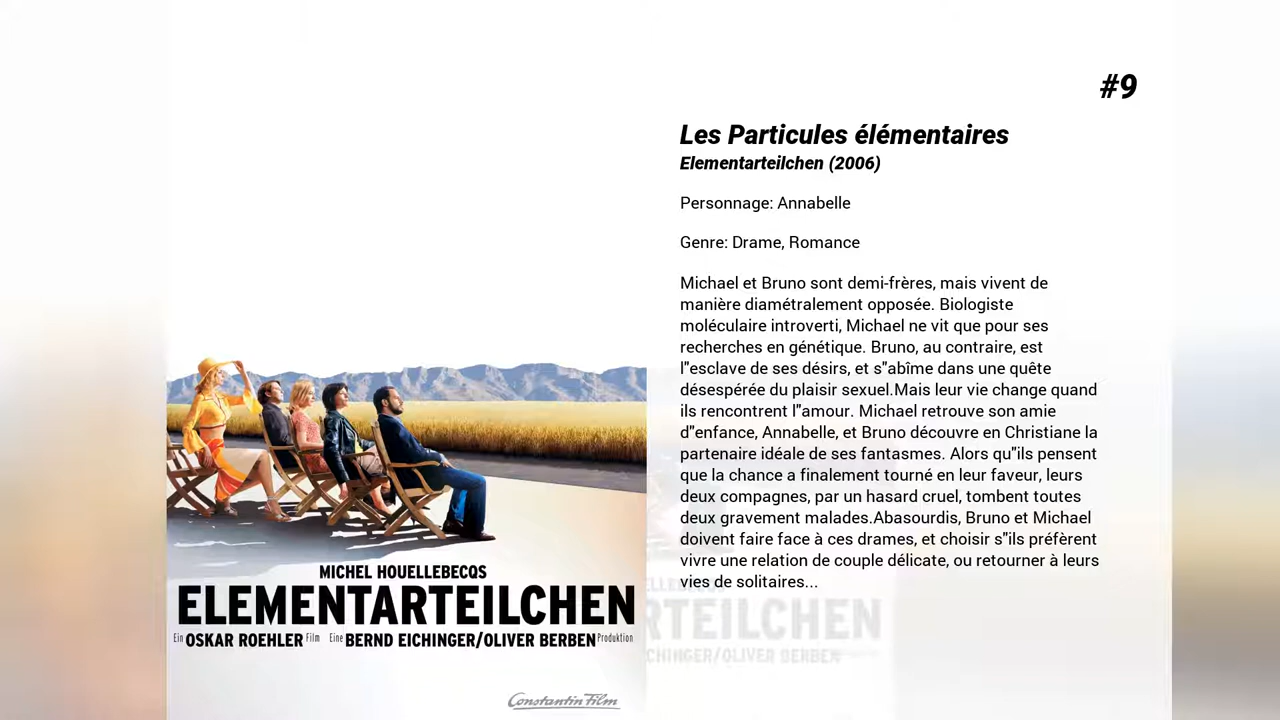 #9
Les Particules élémentaires
Elementarteilchen (2006)
Personnage: Annabelle
Genre: Drame, Romance
Michael et Bruno sont demi-frères, mais vivent de
manière diamétralement opposée. Biologiste
moléculaire introverti, Michael ne vit que pour ses
recherches en génétique. Bruno, au contraire, est
l"esclave de ses désirs, et s"abîme dans une quête
désespérée du plaisir sexuel.Mais leur vie change quand
ils rencontrent l"amour. Michael retrouve son amie
d"enfance, Annabelle, et Bruno découvre en Christiane la
partenaire idéale de ses fantasmes. Alors qu"ils pensent
que la chance a finalement tourné en leur faveur, leurs
deux compagnes, par un hasard cruel, tombent toutes
deux gravement malades.Abasourdis, Bruno et Michael
doivent faire face à ces drames, et choisir s"ils préfèrent
vivre une relation de couple délicate, ou retourner à leurs
vies de solitaires...
MICHEL HOUELLEBECQS
ELEMENTARTEILCHEN
Ein OSKAR ROEHLER Film Eine BERND EICHINGER/OLIVER BERBEN Produktion
Constantin Film
RTEILCHEN
CHINGER/OLIVER BERBEN